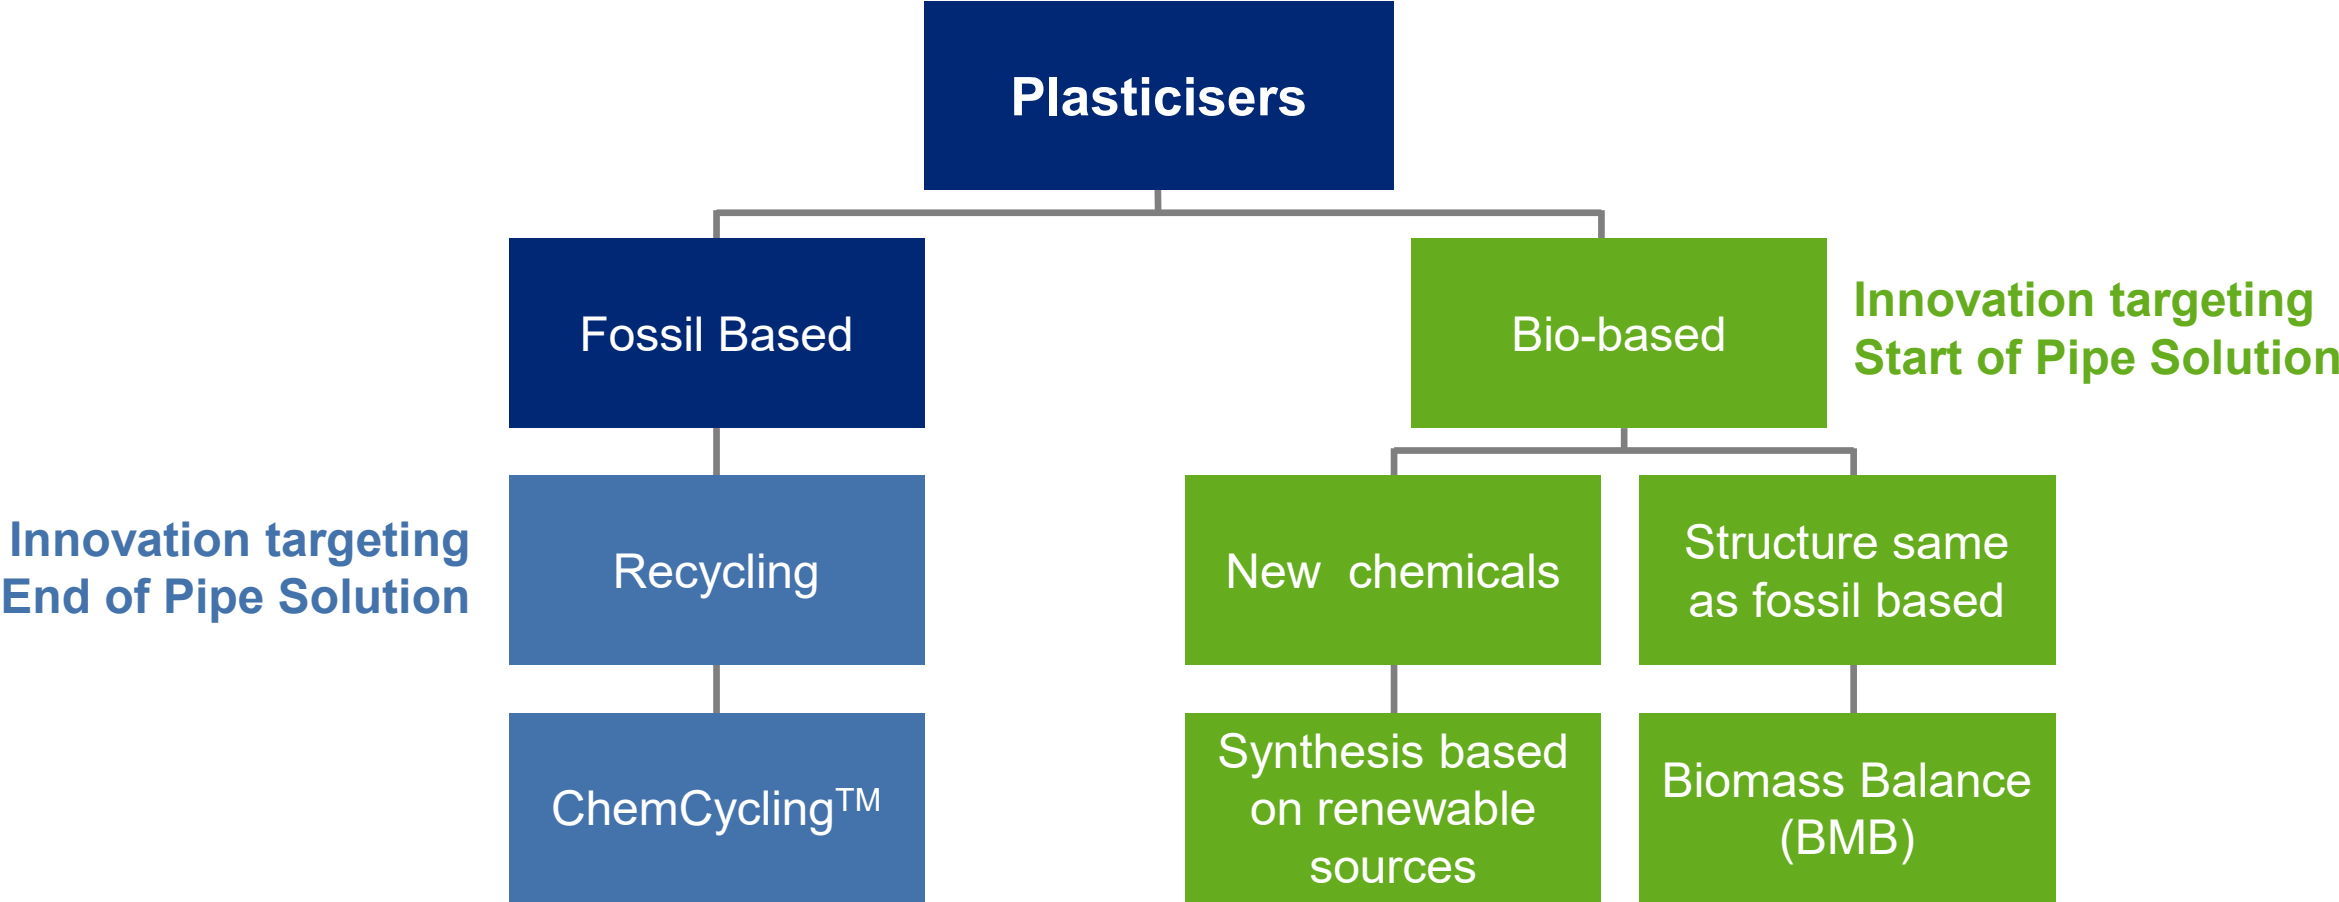 Plasticisers
Fossil Based
Bio-based
Innovation targeting
Start of Pipe Solution
Innovation targeting
End of Pipe Solution
Recycling
New  chemicals
Structure same
as fossil based
ChemCycling™
Synthesis based
on renewable
sources
Biomass Balance
(BMB)